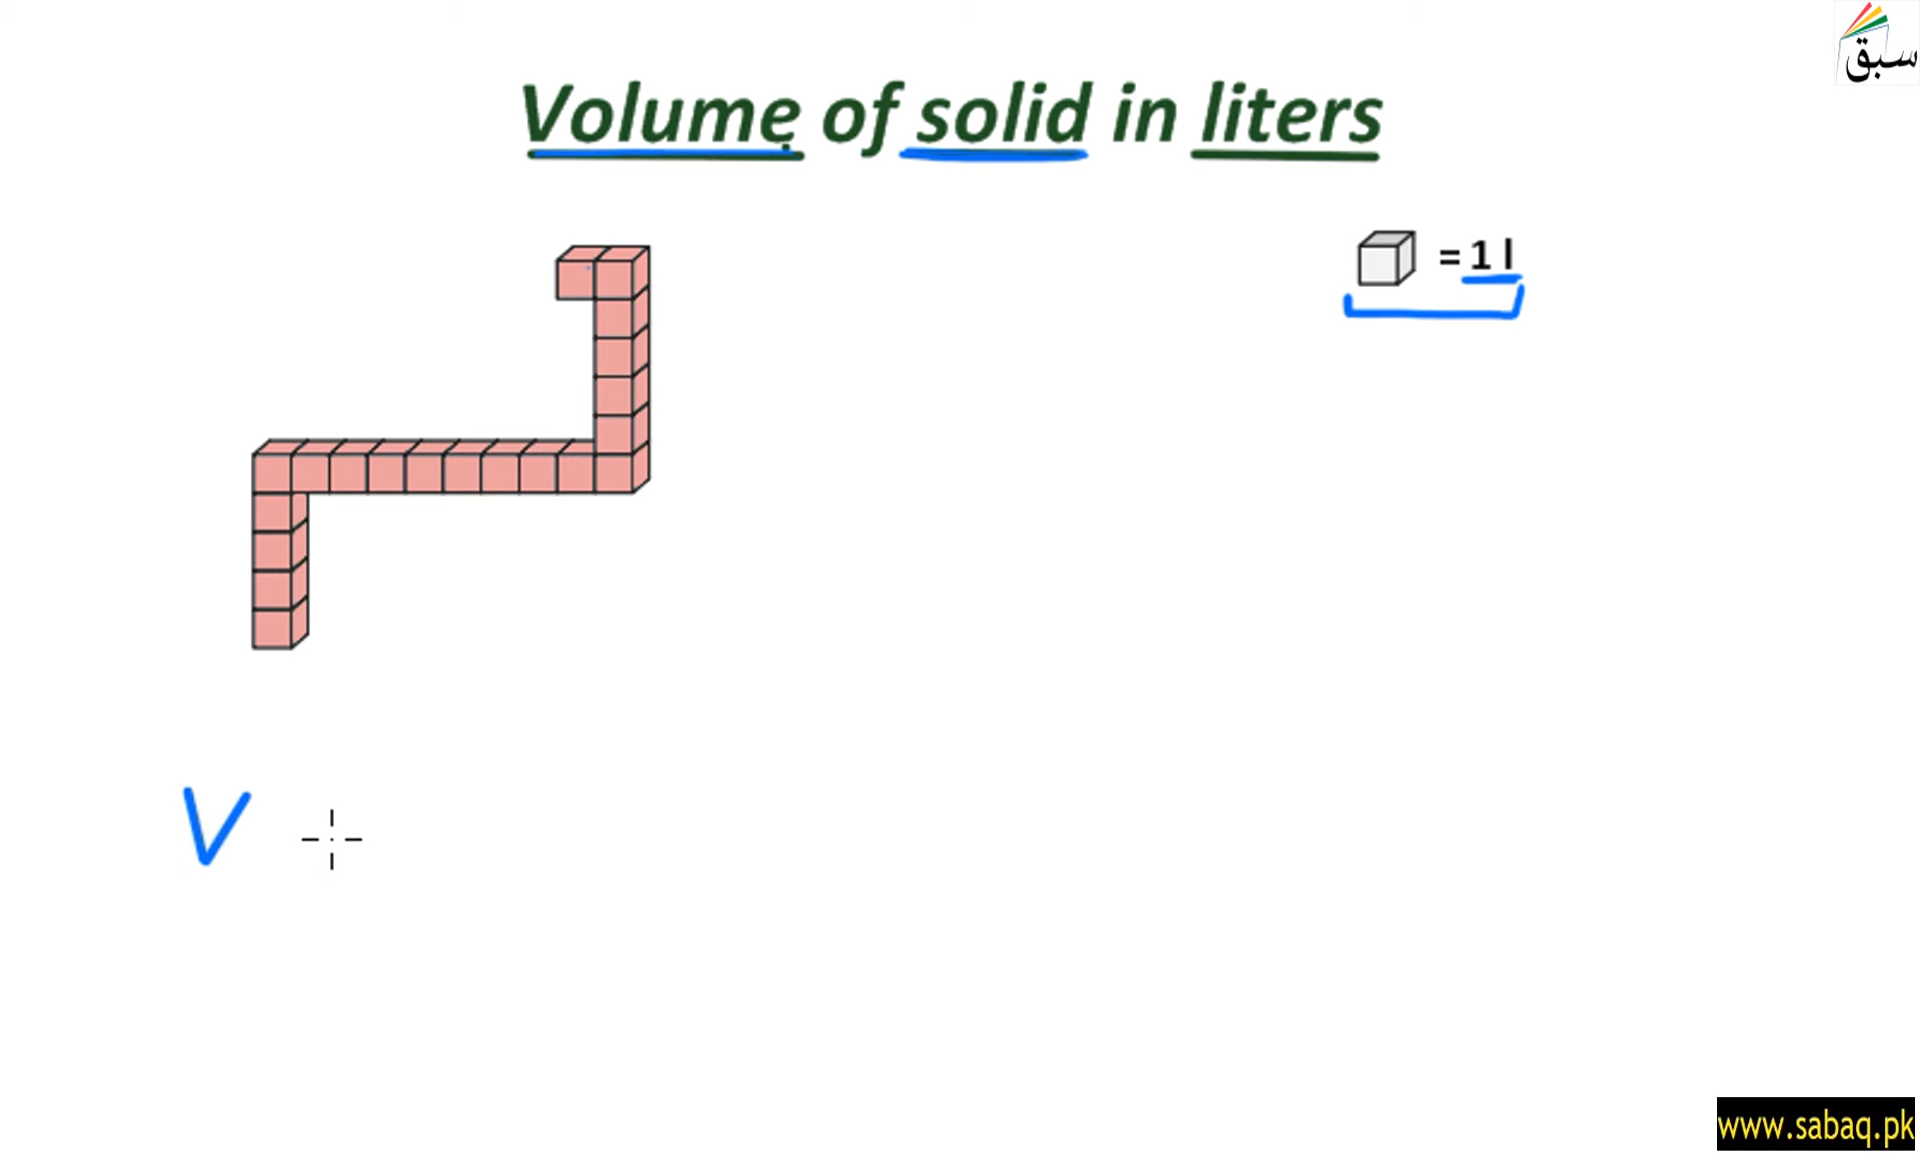 سبق
Volume of solid in liters
= 1 l
V
www.sabaq.pk